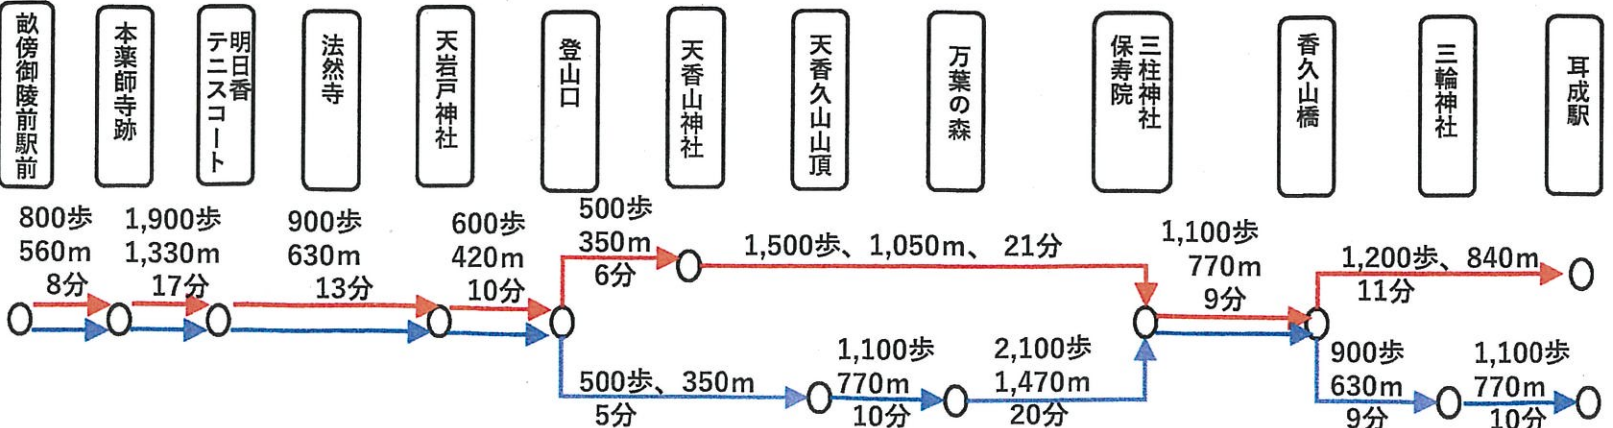 畝傍御陵前駅前
本薬師寺跡
明日香
テニスコート
法然寺
天岩戸神社
登山口
天香山神社
天香久山山頂
万葉の森
三柱神社
保寿院
香久山橋
三輪神社
耳成駅
800歩
560m
8分
1,900歩
1,330m
17分
900歩
630m
13分
600歩
420m
10分
500歩
350m
6分
1,500歩、1,050m、 21分
1,100歩
770m
9分
1,200歩、840m
11分
500歩、350m
5分
1,100歩
770m
10分
2,100歩
1,470m
20分
900歩
630m
9分
1,100歩
770m
10分